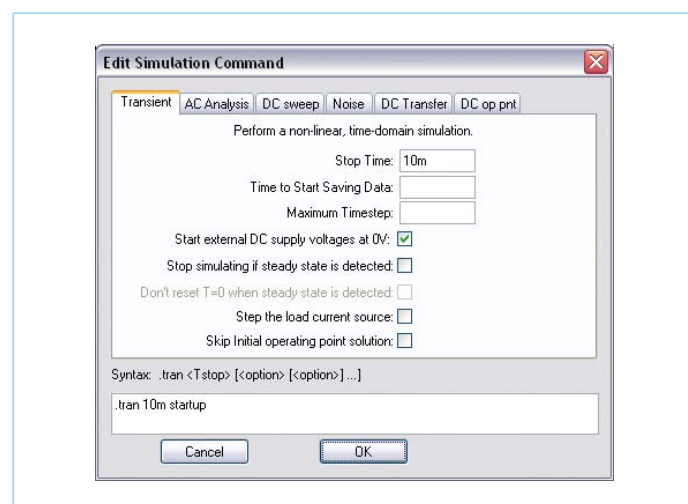 Edit Simulation Command
Transient AC Analysis DC sweep Noise DC Transfer DC op pnt
Perform a non-linear, time-domain simulation.
Stop Time: 10m
Time to Start Saving Data:
Maximum Timestep:
Start external DC supply voltages at 0V:
Stop simulating if steady state is detected:
Don't reset T=0 when steady state is detected:
Step the load current source:
Skip Initial operating point solution:
Syntax: .tran <Tstop> [<option> [<option>] ...]
.tran 10m startup
Cancel OK